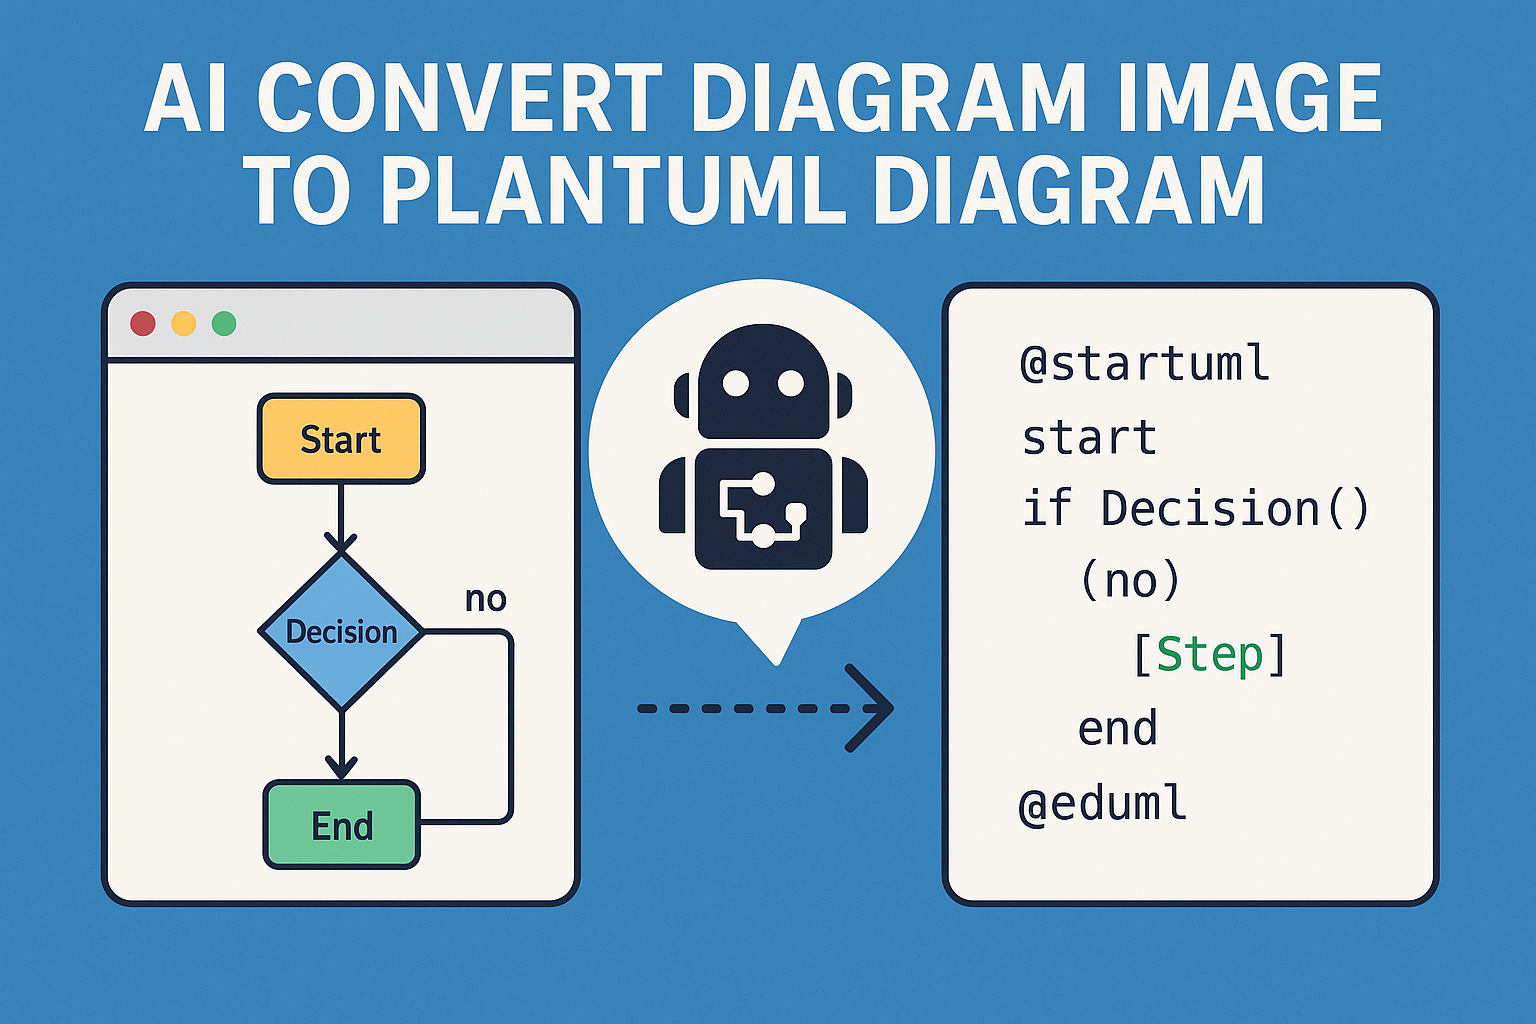 AI CONVERT DIAGRAM IMAGE
TO PLANTUML DIAGRAM
Start
Decision
no
End
@startuml
start
if Decision()
(no)
[Step]
end
@eduml